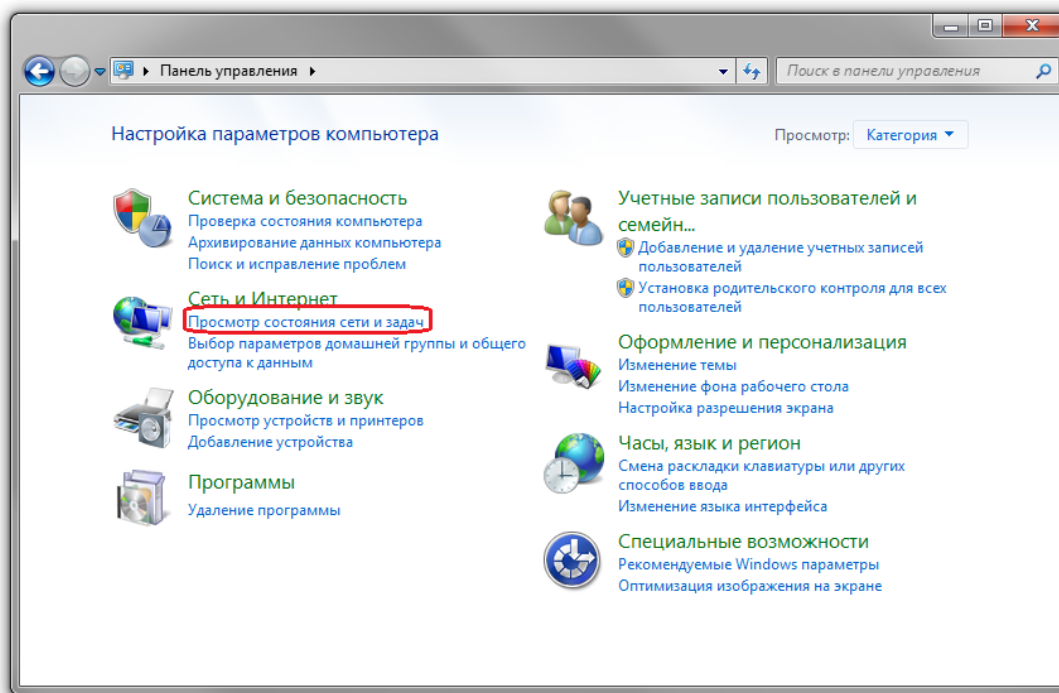 Панель управления
Поиск в панели управления
Настройка параметров компьютера
Просмотр: Категория
Система и безопасность
Проверка состояния компьютера
Архивирование данных компьютера
Поиск и исправление проблем
Сеть и Интернет
Просмотр состояния сети и задач
Выбор параметров домашней группы и общего
доступа к данным
Оборудование и звук
Просмотр устройств и принтеров
Добавление устройства
Программы
Удаление программы
Учетные записи пользователей и
семейн...
Добавление и удаление учетных записей
пользователей
Установка родительского контроля для всех
пользователей
Оформление и персонализация
Изменение темы
Изменение фона рабочего стола
Настройка разрешения экрана
Часы, язык и регион
Смена раскладки клавиатуры или других
способов ввода
Изменение языка интерфейса
Специальные возможности
Рекомендуемые Windows параметры
Оптимизация изображения на экране